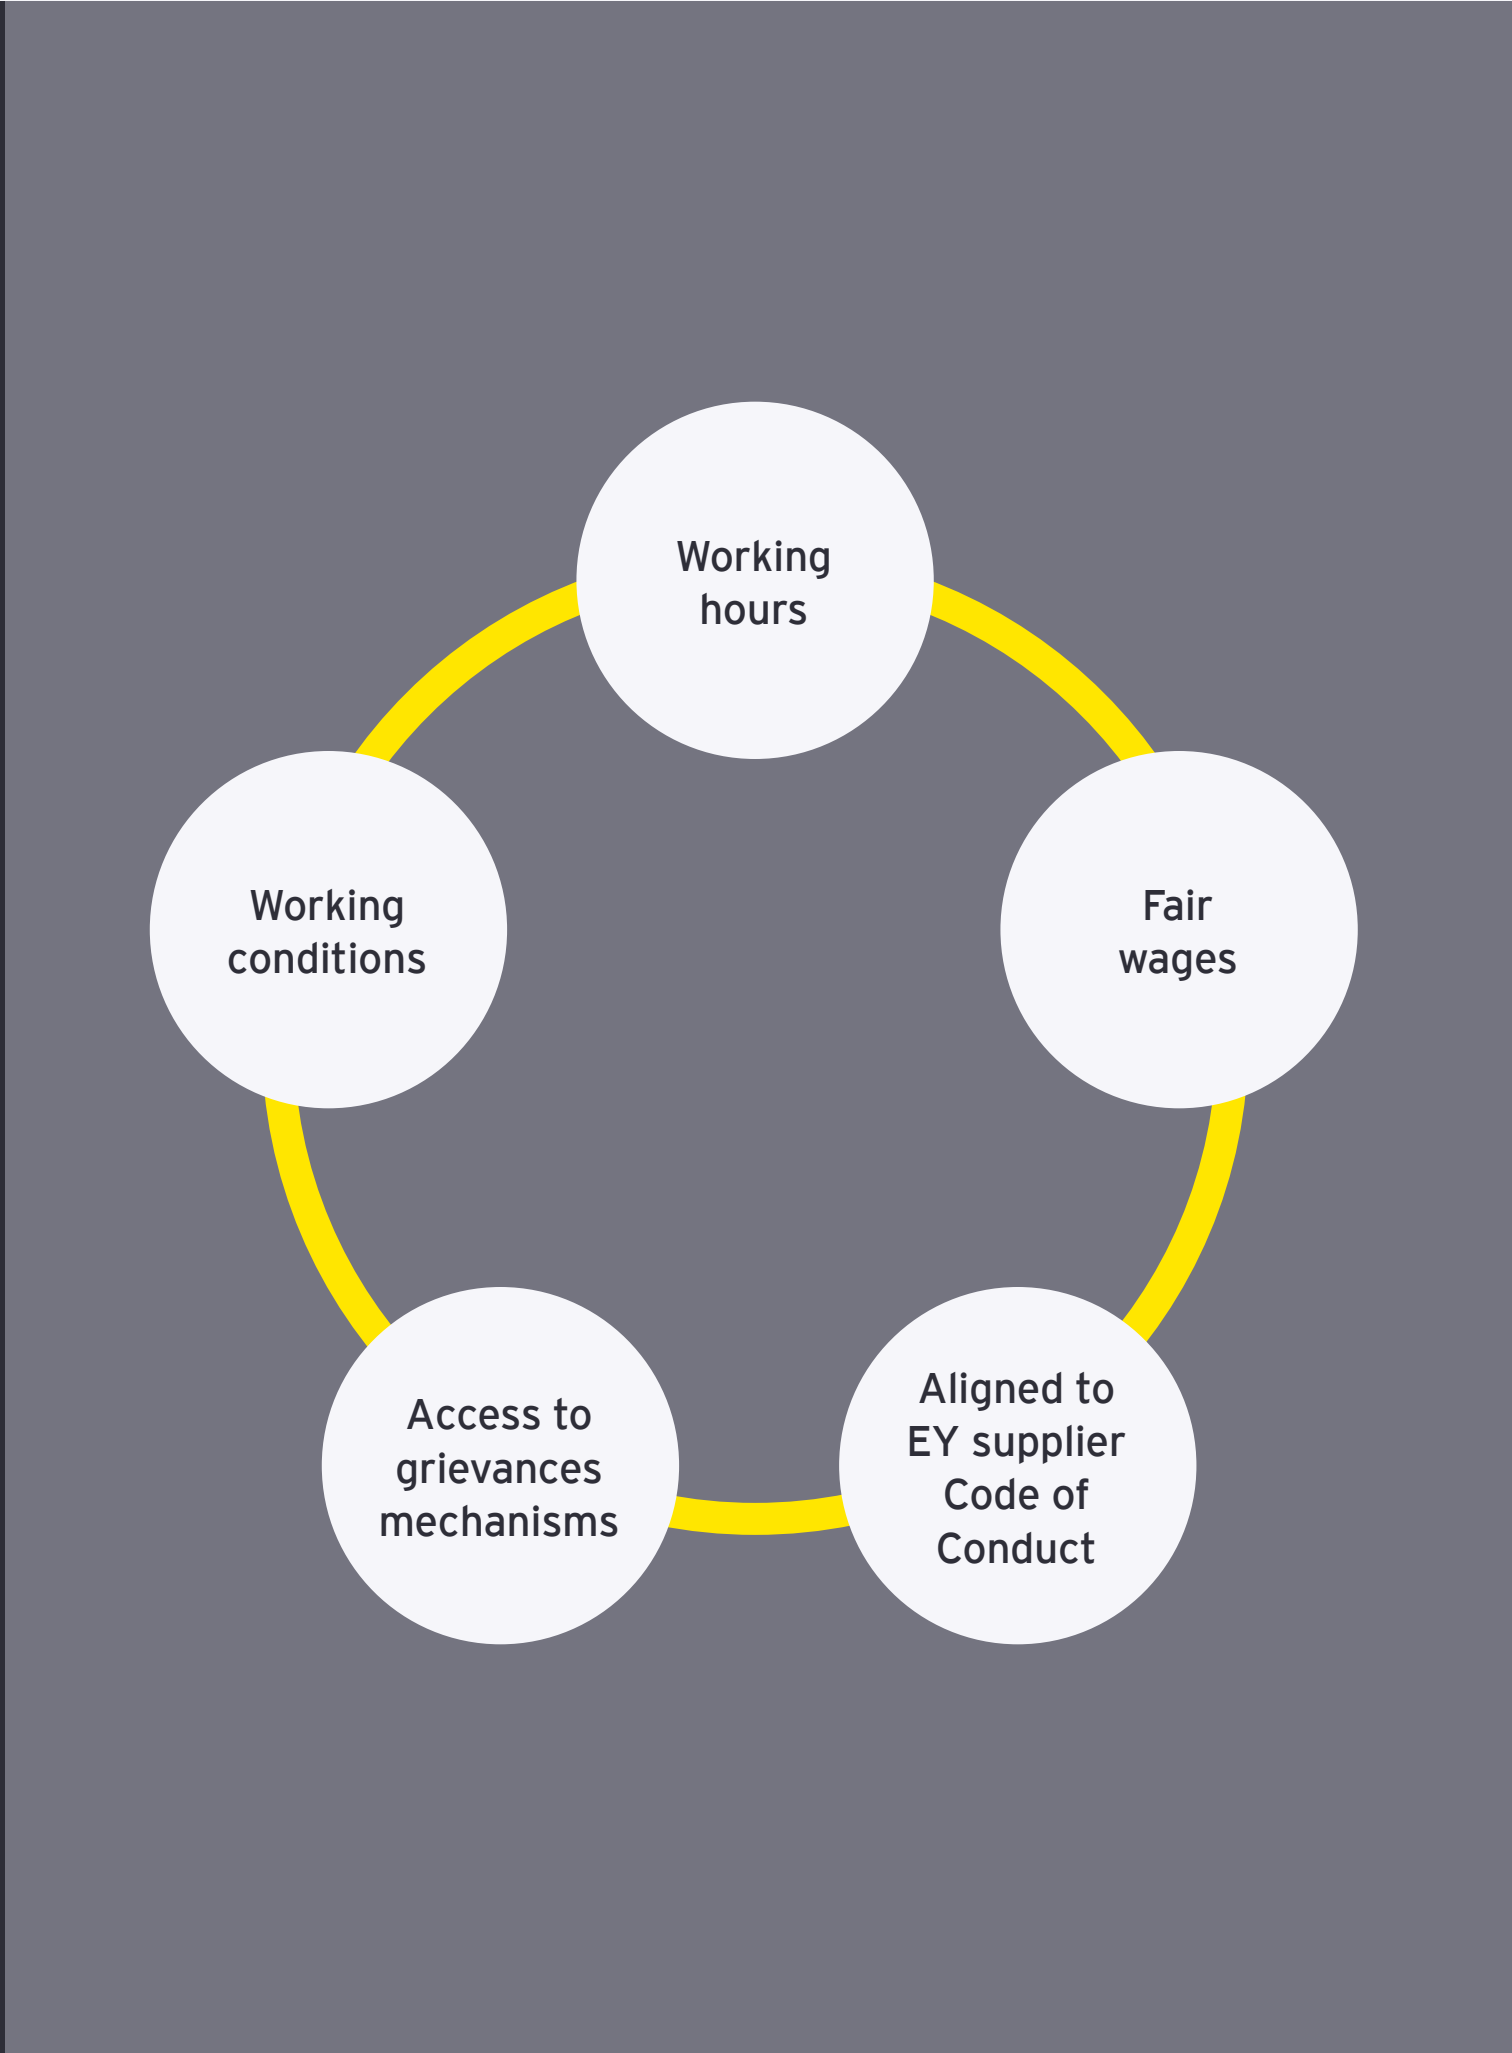 Working
hours
Fair
wages
Aligned to
EY supplier
Code of
Conduct
Access to
grievances
mechanisms
Working
conditions